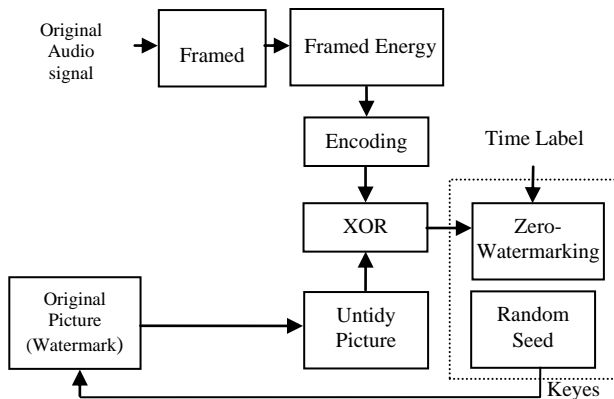 Original
Audio
signal
Framed
Framed Energy
Encoding
Time Label
XOR
Zero-
Watermarking
Original
Picture
(Watermark)
Untidy
Picture
Random
Seed
Keyes